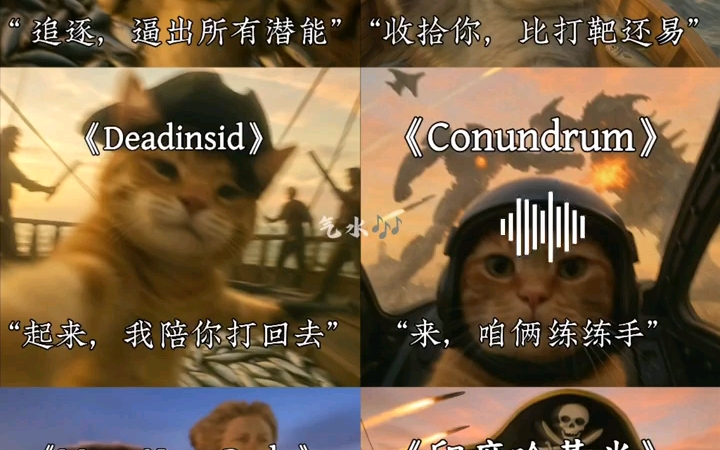 “追逐，逼出所有潜能”
“收拾你，比打靶还易”
《Deadinsid》
《Conundrum》
气水
“起来，我陪你打回去”
“来，咱俩练练手”